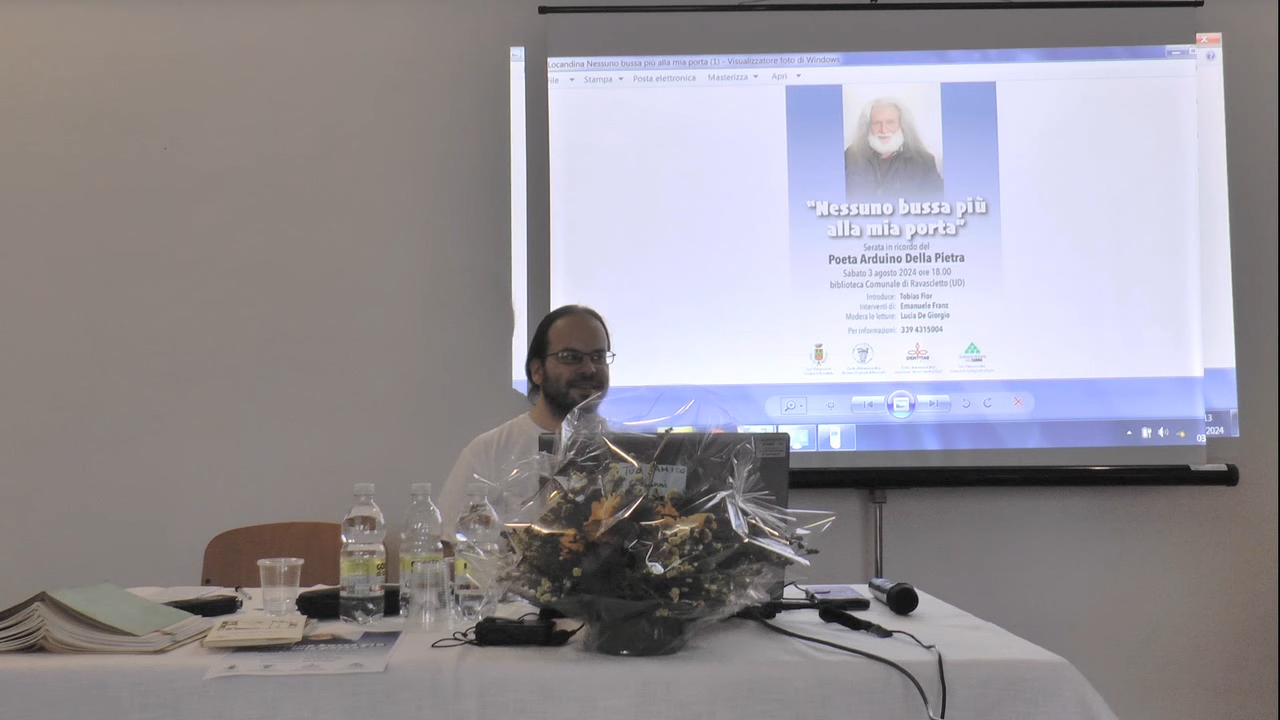 Locandina Nessuno bussa più alla mia porta (1) - Visualizzatore foto di Windows
File Stampa Posta elettronica Masterizza Apri
"Nessuno bussa più
alla mia porta"
Serata in ricordo del
Poeta Arduino Della Pietra
Sabato 3 agosto 2024 ore 18.00
biblioteca Comunale di Ravascletto (UD)
Introduce: Tobias Fior
Interventi di: Emanuele Franz
Modera le letture: Lucia De Giorgio
Per informazioni: 339 4315004